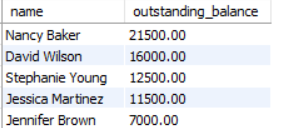 name outstanding_balance
Nancy Baker 21500.00
David Wilson 16000.00
Stephanie Young 12500.00
Jessica Martinez 11500.00
Jennifer Brown 7000.00